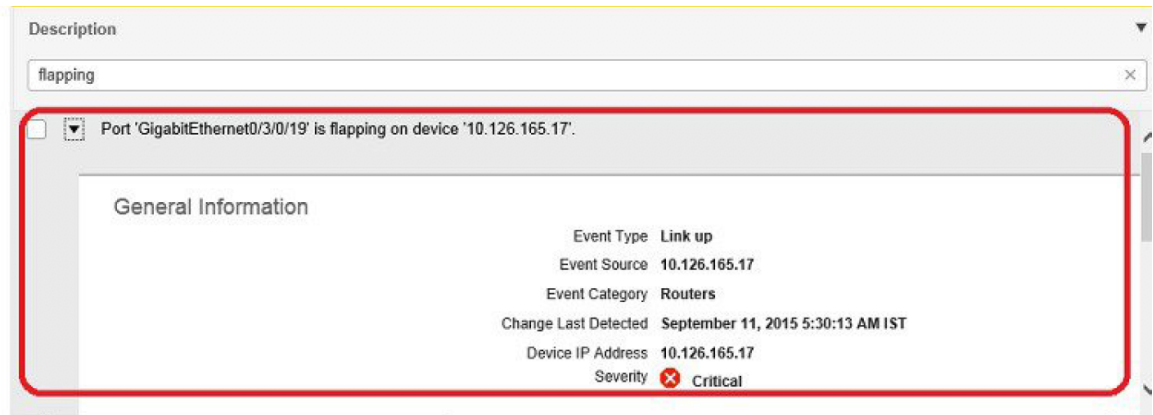 Description
flapping
Port 'GigabitEthernet0/3/0/19' is flapping on device '10.126.165.17'.
General Information
Event Type Link up
Event Source 10.126.165.17
Event Category Routers
Change Last Detected September 11, 2015 5:30:13 AM IST
Device IP Address 10.126.165.17
Severity Critical